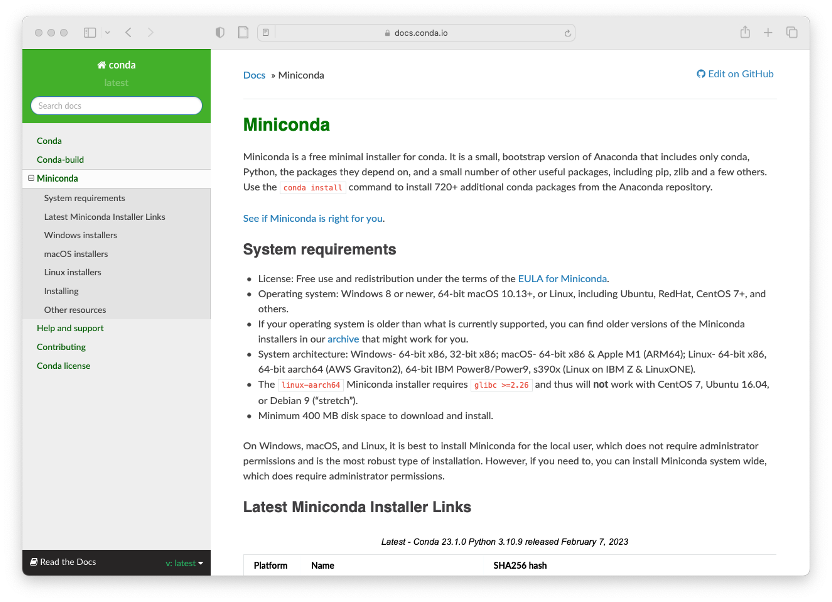 docs.conda.io
conda
latest
Search docs
Conda
Conda-build
Miniconda
System requirements
Latest Miniconda Installer Links
Windows installers
macOS installers
Linux installers
Installing
Other resources
Help and support
Contributing
Conda license
Read the Docs
v: latest
Docs » Miniconda
Edit on GitHub
Miniconda
Miniconda is a free minimal installer for conda. It is a small, bootstrap version of Anaconda that includes only conda,
Python, the packages they depend on, and a small number of other useful packages, including pip, zlib and a few others.
Use the conda install command to install 720+ additional conda packages from the Anaconda repository.
See if Miniconda is right for you.
System requirements
• License: Free use and redistribution under the terms of the EULA for Miniconda.
• Operating system: Windows 8 or newer, 64-bit macOS 10.13+, or Linux, including Ubuntu, RedHat, CentOS 7+, and
others.
• If your operating system is older than what is currently supported, you can find older versions of the Miniconda
installers in our archive that might work for you.
• System architecture: Windows- 64-bit x86, 32-bit x86; macOS- 64-bit x86 & Apple M1 (ARM64); Linux- 64-bit x86,
64-bit aarch64 (AWS Graviton2), 64-bit IBM Power8/Power9, s390x (Linux on IBM Z & LinuxONE).
• The linux-aarch64 Miniconda installer requires glibc >=2.26 and thus will not work with CentOS 7, Ubuntu 16.04,
or Debian 9 (“stretch”).
• Minimum 400 MB disk space to download and install.
On Windows, macOS, and Linux, it is best to install Miniconda for the local user, which does not require administrator
permissions and is the most robust type of installation. However, if you need to, you can install Miniconda system wide,
which does require administrator permissions.
Latest Miniconda Installer Links
Latest - Conda 23.1.0 Python 3.10.9 released February 7, 2023
Platform Name SHA256 hash